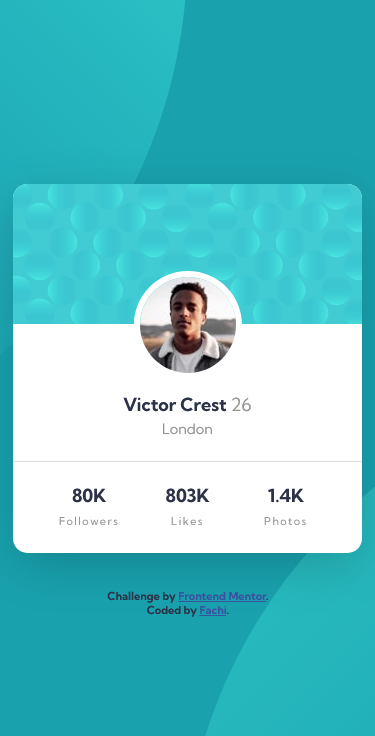 Victor Crest 26
London
80K 803K 1.4K
Followers Likes Photos
Challenge by Frontend Mentor.
Coded by Fachi.